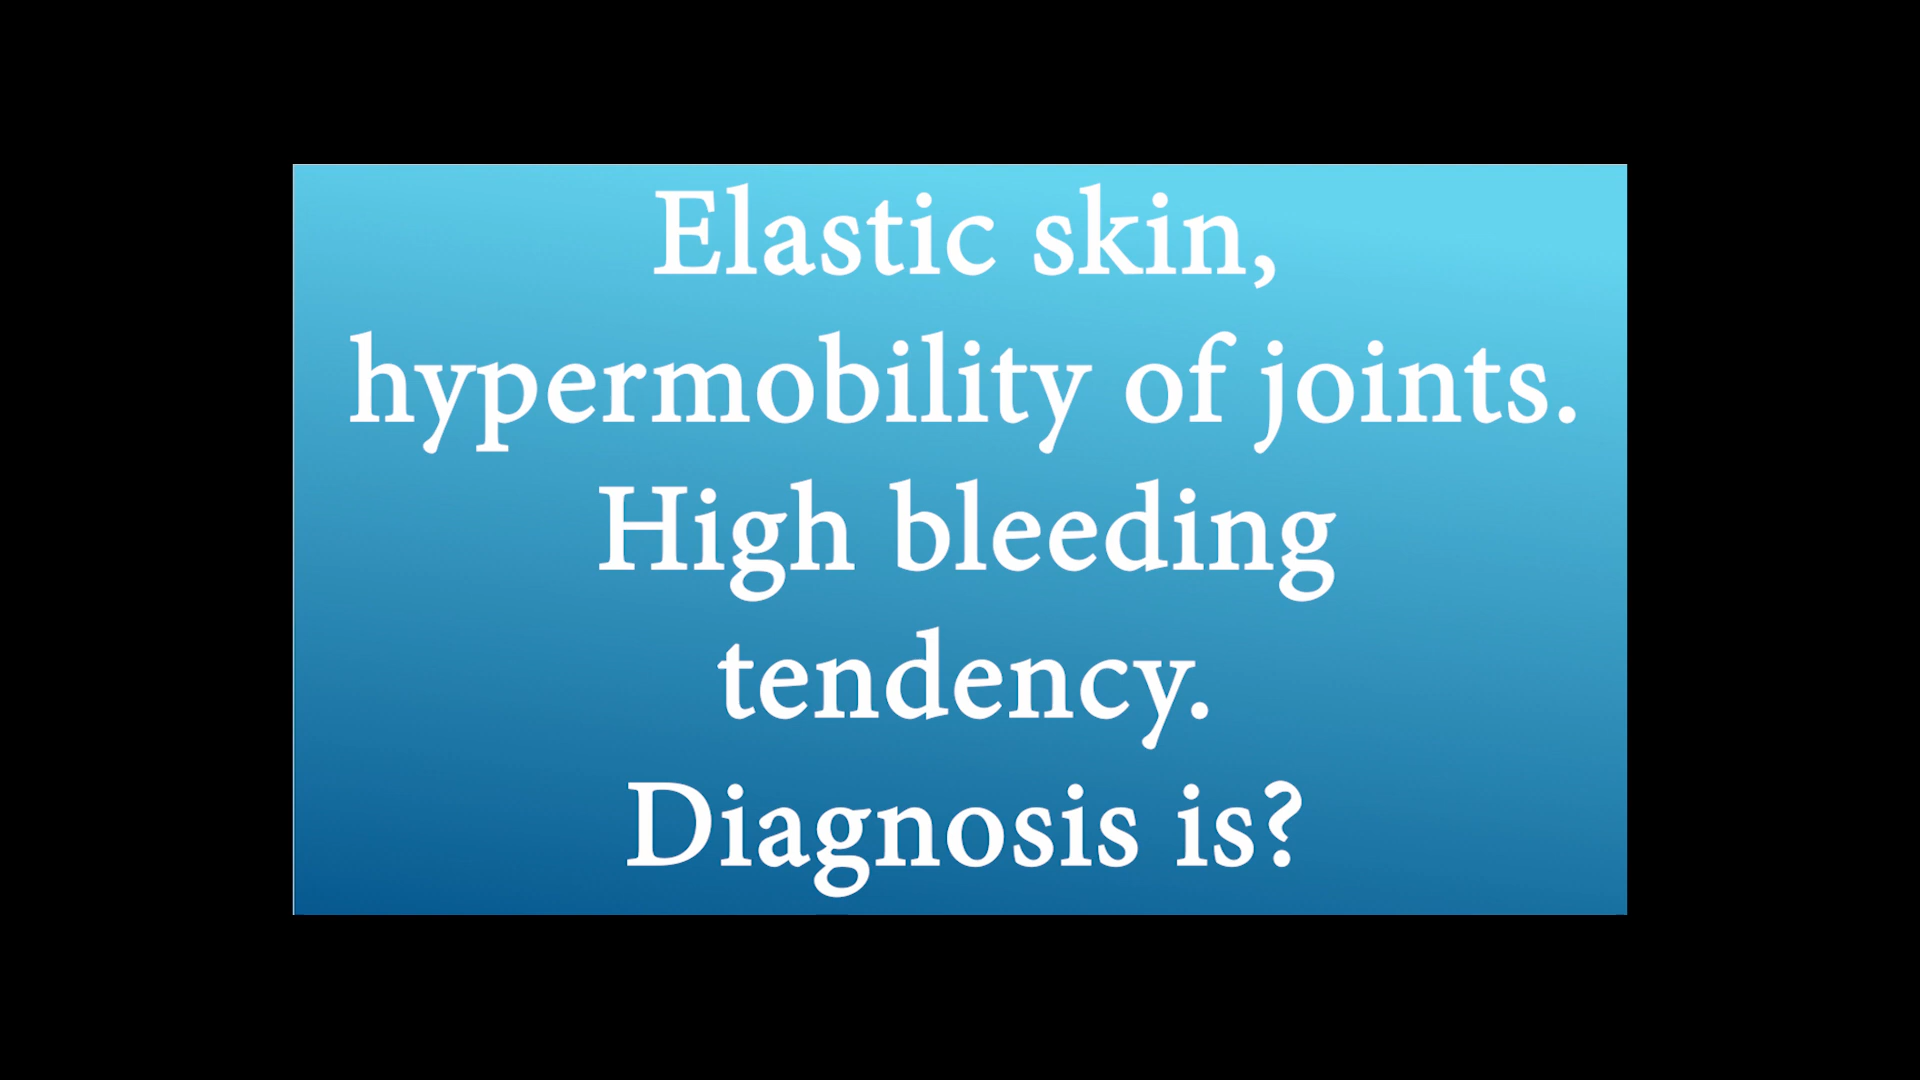 Elastic skin,
hypermobility of joints.
High bleeding
tendency.
Diagnosis is?